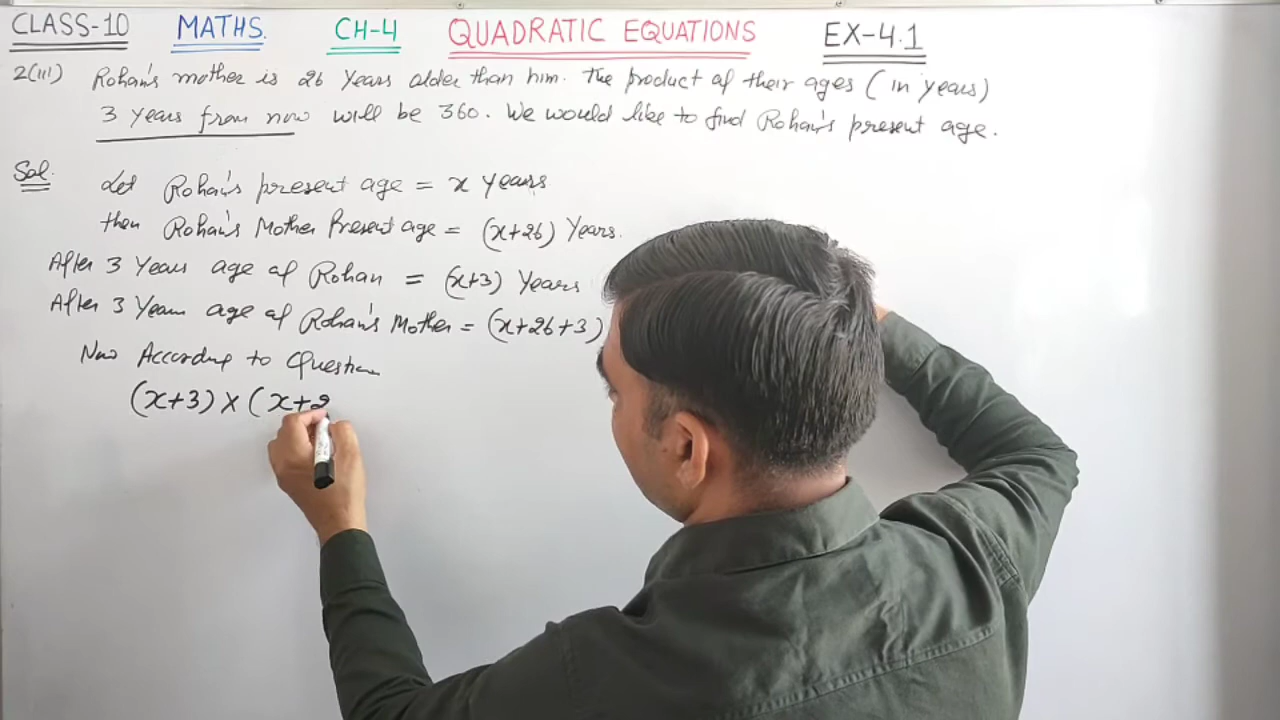 CLASS-10 MATHS. CH-4 QUADRATIC EQUATIONS EX-4.1
2(iii) Rohan's mother is 26 years older than him. The product of their ages (in years)
3 years from now will be 360. We would like to find Rohan's present age.
Sol. Let Rohan's present age = x years
then Rohan's Mother Present age = (x+26) Years.
After 3 Years age of Rohan = (x+3) Years
After 3 Years age of Rohan's Mother = (x+26+3)
Now According to Question
(x+3) × (x+2